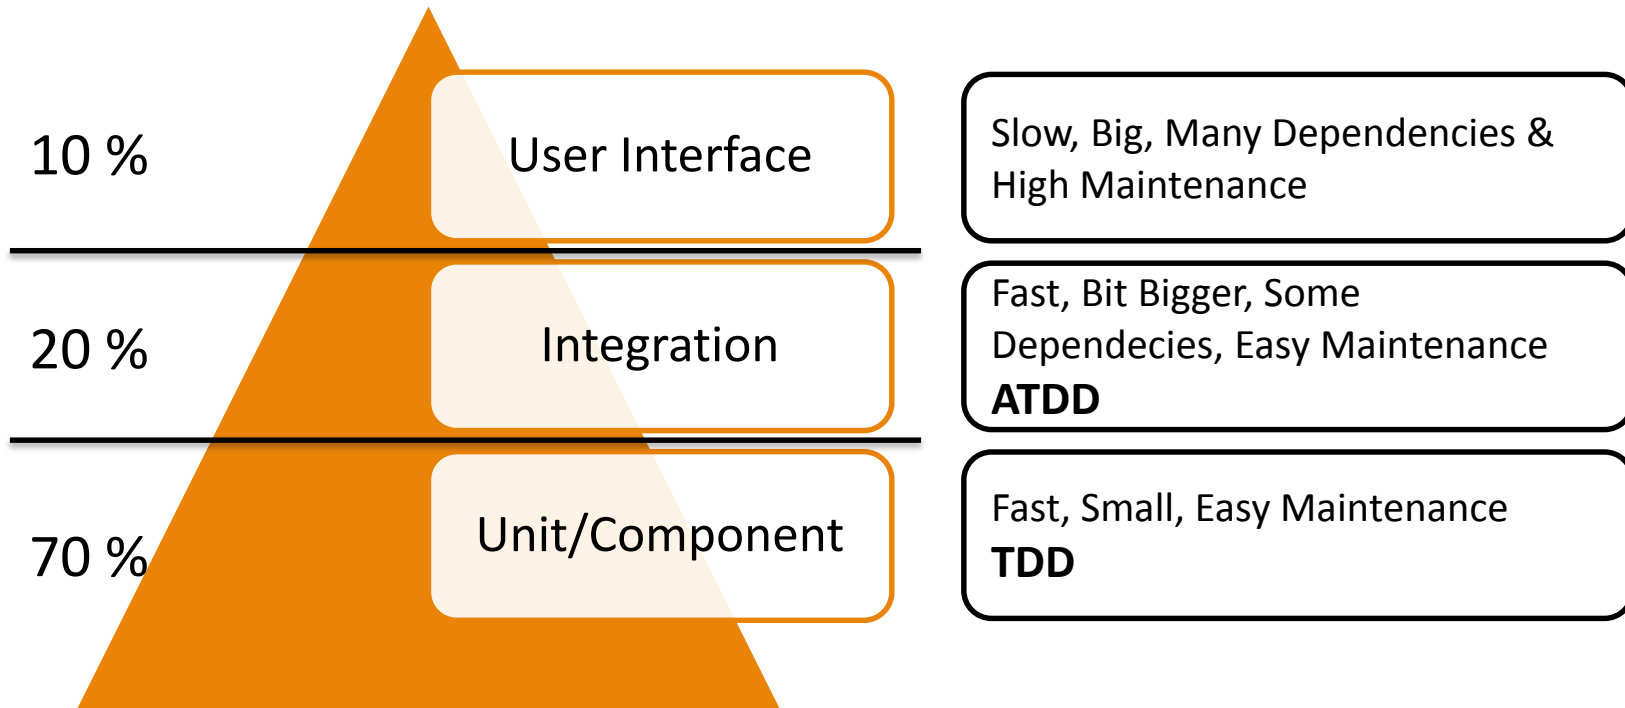 10 %
User Interface
Slow, Big, Many Dependencies &
High Maintenance
20 %
Integration
Fast, Bit Bigger, Some
Dependecies, Easy Maintenance
ATDD
70 %
Unit/Component
Fast, Small, Easy Maintenance
TDD